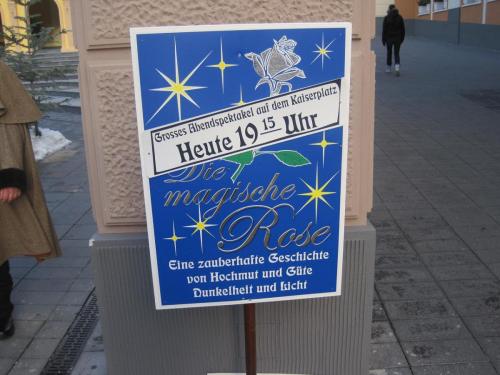 Grosses Abendspektakel auf dem Kaiserplatz
Heute 19 15 Uhr
Die
magische
Rose
Eine zauberhafte Geschichte
von Hochmut und Güte
Dunkelheit und Licht